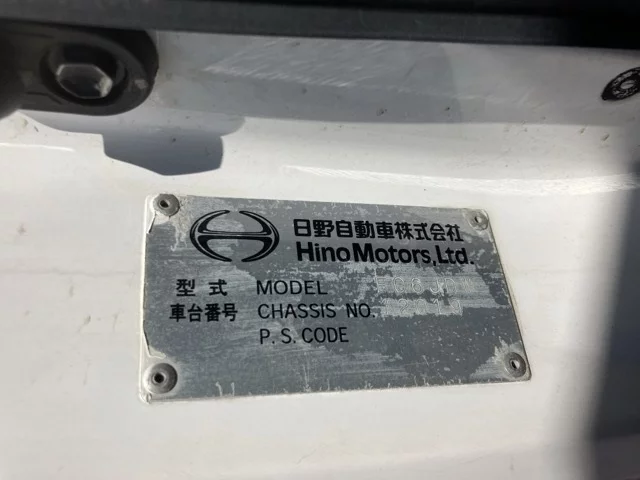 日野自動車株式会社
Hino Motors, Ltd.
型式 MODEL
車台番号 CHASSIS NO.
P. S. CODE